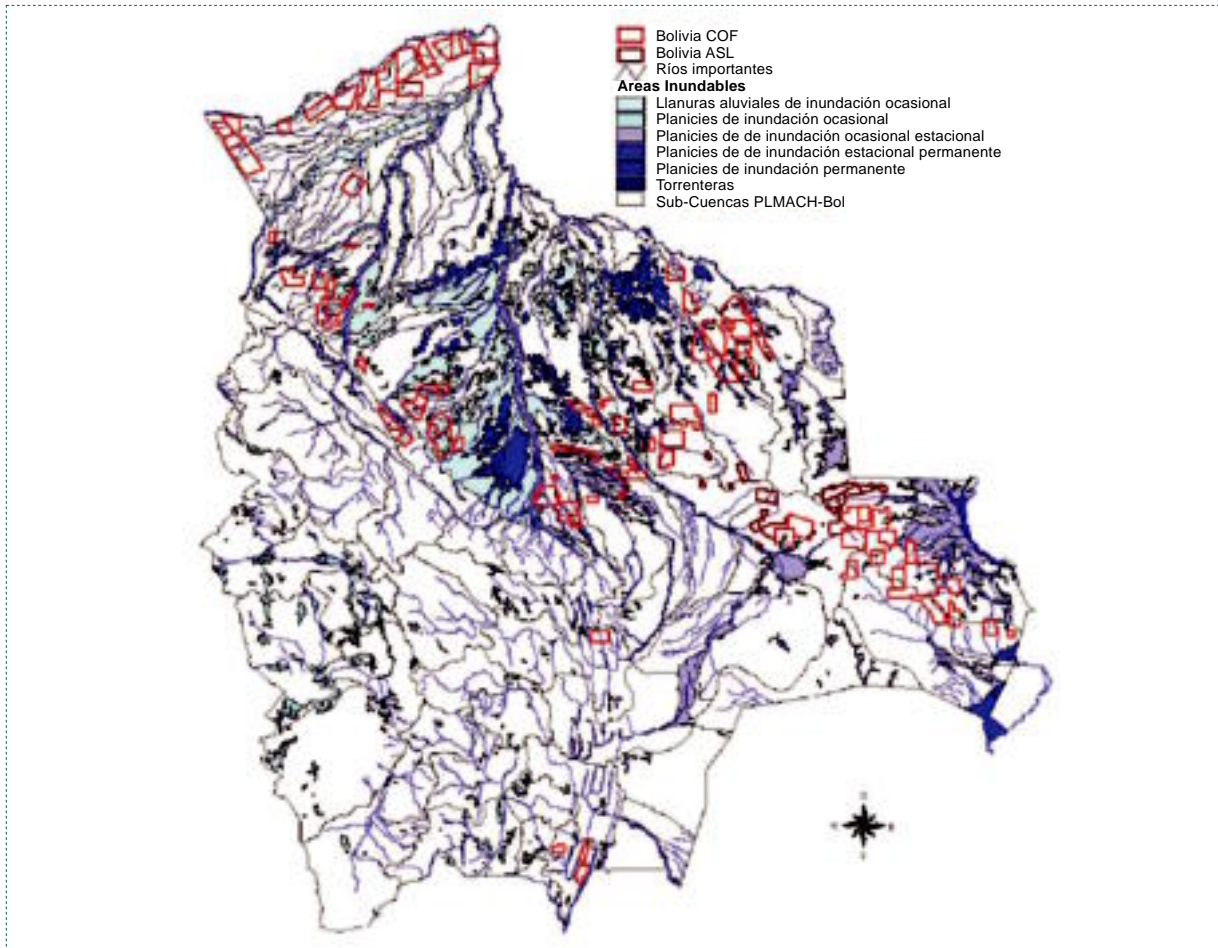 Bolivia COF
Bolivia ASL
Ríos importantes
Areas Inundables
Llanuras aluviales de inundación ocasional
Planicies de inundación ocasional
Planicies de de inundación ocasional estacional
Planicies de de inundación estacional permanente
Planicies de inundación permanente
Torrenteras
Sub-Cuencas PLMACH-Bol